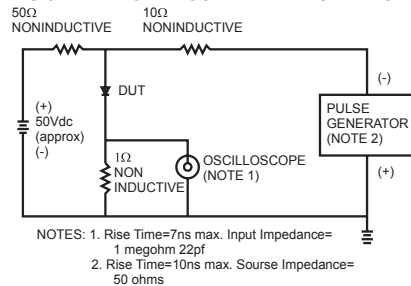 50Ω
NONINDUCTIVE
10Ω
NONINDUCTIVE
DUT
(+)
50Vdc
(approx)
(-)
1Ω
NON
INDUCTIVE
OSCILLOSCOPE
(NOTE 1)
(-)
PULSE
GENERATOR
(NOTE 2)
(+)
NOTES: 1. Rise Time=7ns max. Input Impedance=
1 megohm 22pf
2. Rise Time=10ns max. Sourse Impedance=
50 ohms